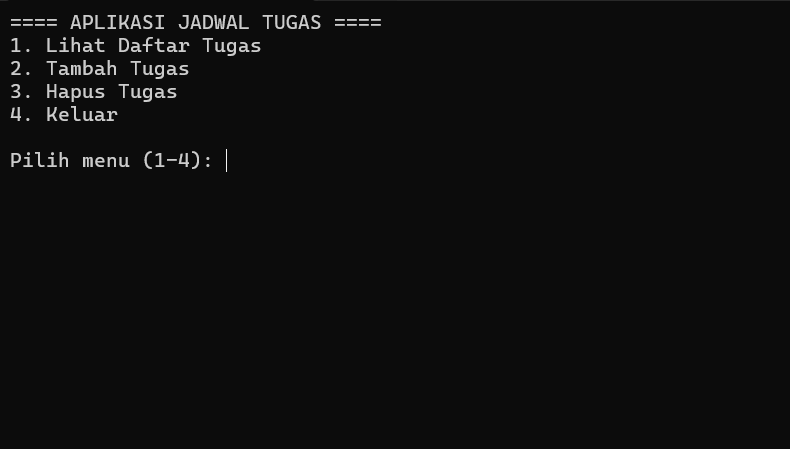 ==== APLIKASI JADWAL TUGAS ====
1. Lihat Daftar Tugas
2. Tambah Tugas
3. Hapus Tugas
4. Keluar
Pilih menu (1-4):